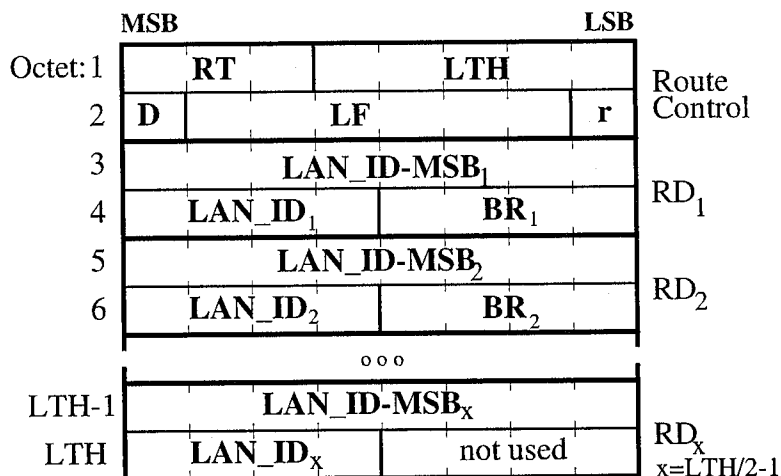 MSB LSB
Octet: 1 RT LTH Route
2 D LF r Control
3 LAN_ID-MSB1
4 LAN_ID1 BR1 RD1
5 LAN_ID-MSB2
6 LAN_ID2 BR2 RD2
ooo
LTH-1 LAN_ID-MSBx
LTH LAN_IDx not used RDx
x=LTH/2-1